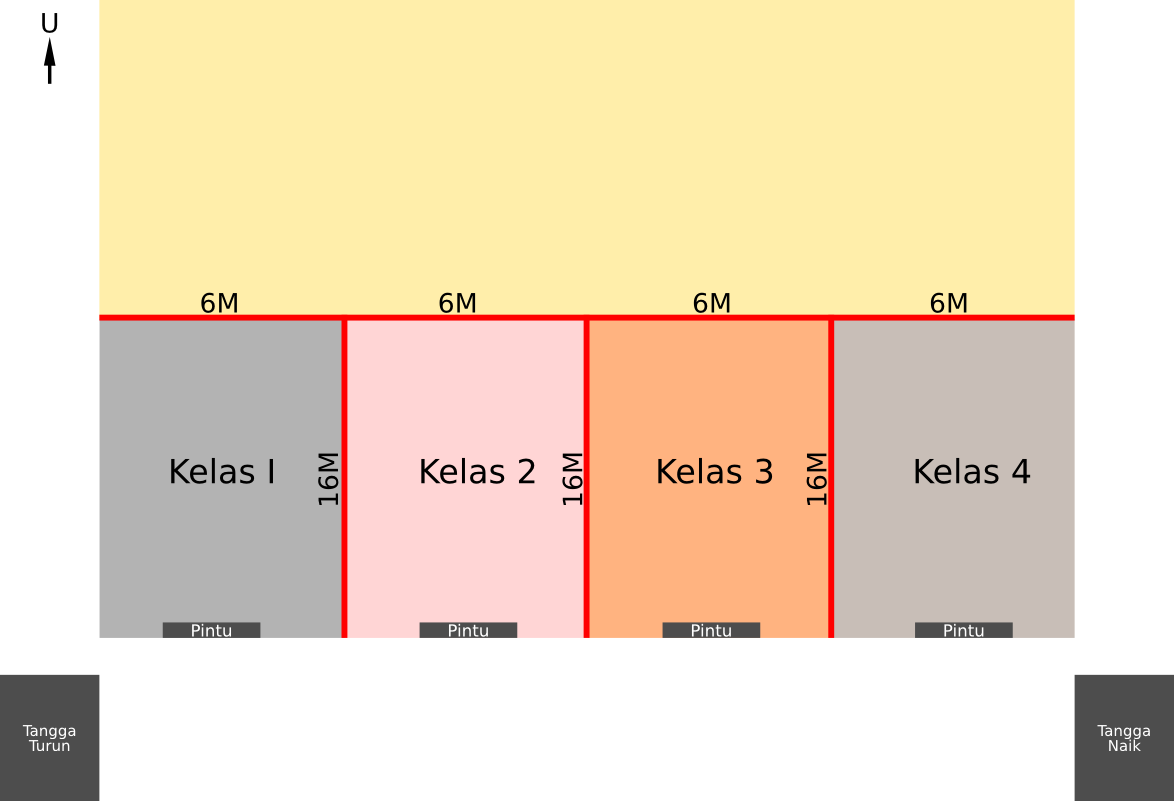 U
6M
6M
6M
6M
Kelas I
16M
Kelas 2
16M
Kelas 3
16M
Kelas 4
Pintu
Pintu
Pintu
Pintu
Tangga
Turun
Tangga
Naik